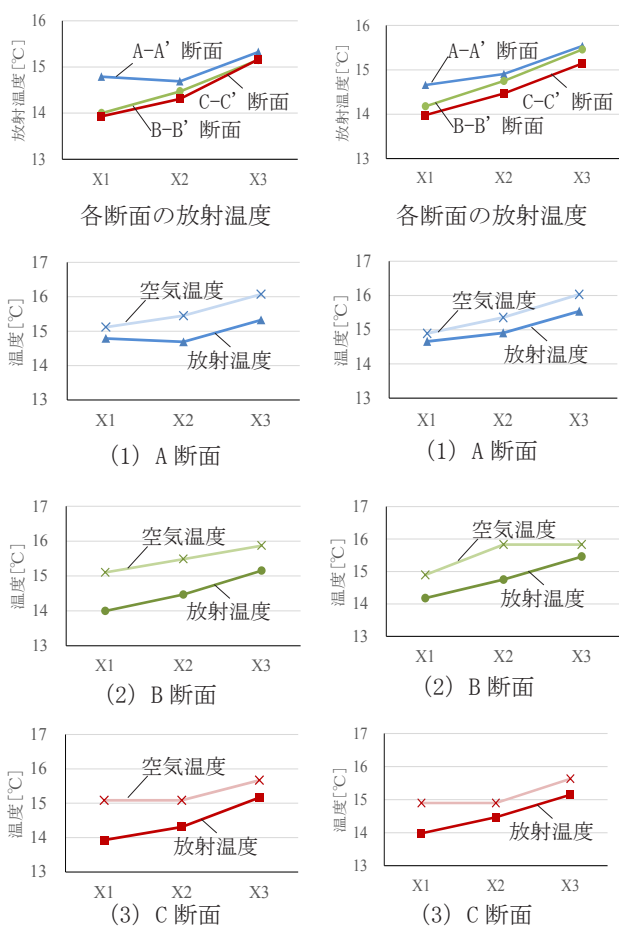 16
15
14
13
放射温度[℃]
A-A' 断面
C-C' 断面
B-B' 断面
X1 X2 X3
各断面の放射温度
16
15
14
13
放射温度[℃]
A-A' 断面
C-C' 断面
B-B' 断面
X1 X2 X3
各断面の放射温度
17
16
15
14
13
温度[℃]
空気温度
放射温度
X1 X2 X3
(1) A 断面
17
16
15
14
13
温度[℃]
空気温度
放射温度
X1 X2 X3
(1) A 断面
17
16
15
14
13
温度[℃]
空気温度
放射温度
X1 X2 X3
(2) B 断面
17
16
15
14
13
温度[℃]
空気温度
放射温度
X1 X2 X3
(2) B 断面
17
16
15
14
13
温度[℃]
空気温度
放射温度
X1 X2 X3
(3) C 断面
17
16
15
14
13
温度[℃]
空気温度
放射温度
X1 X2 X3
(3) C 断面